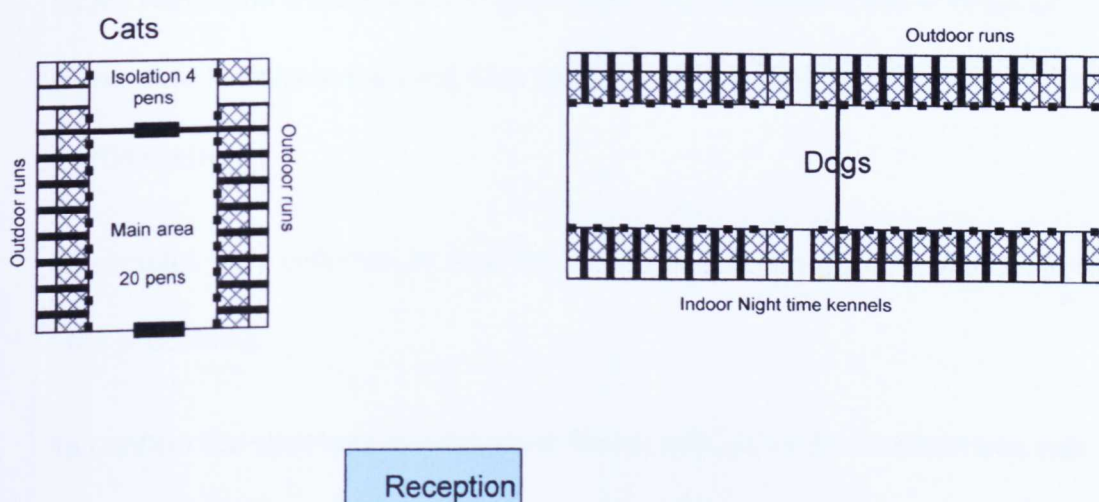 Cats
Isolation 4
pens
Outdoor runs
Outdoor runs
Main area
20 pens
Outdoor runs
Dogs
Indoor Night time kennels
Reception